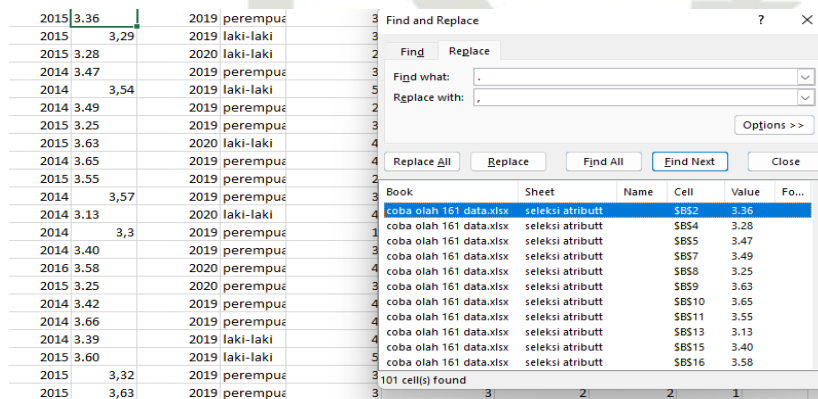 2015 3.36 2019 perempua 3
2015 3,29 2019 laki-laki 3
2015 3.28 2020 laki-laki 2
2014 3.47 2019 perempua 3
2014 3,54 2019 laki-laki 5
2014 3.49 2019 perempua 2
2015 3.25 2019 perempua 3
2015 3.63 2020 laki-laki 4
2014 3.65 2019 perempua 4
2015 3.55 2019 perempua 2
2014 3,57 2019 perempua 3
2014 3.13 2020 laki-laki 4
2014 3,3 2019 perempua 1
2014 3.40 2019 perempua 3
2016 3.58 2020 perempua 4
2015 3.25 2020 perempua 3
2014 3.42 2019 perempua 4
2014 3.66 2019 perempua 4
2014 3.39 2019 laki-laki 4
2015 3.60 2019 laki-laki 5
2015 3,32 2019 perempua 3
2015 3,63 2019 perempua 3 3 2 2 1
Find and Replace ? ×
Find Replace
Find what: .
Replace with: ,
Options >>
Replace All Replace Find All Find Next Close
Book Sheet Name Cell Value Fo...
coba olah 161 data.xlsx seleksi atributt $B$2 3.36
coba olah 161 data.xlsx seleksi atributt $B$4 3.28
coba olah 161 data.xlsx seleksi atributt $B$5 3.47
coba olah 161 data.xlsx seleksi atributt $B$7 3.49
coba olah 161 data.xlsx seleksi atributt $B$8 3.25
coba olah 161 data.xlsx seleksi atributt $B$9 3.63
coba olah 161 data.xlsx seleksi atributt $B$10 3.65
coba olah 161 data.xlsx seleksi atributt $B$11 3.55
coba olah 161 data.xlsx seleksi atributt $B$13 3.13
coba olah 161 data.xlsx seleksi atributt $B$15 3.40
coba olah 161 data.xlsx seleksi atributt $B$16 3.58
101 cell(s) found